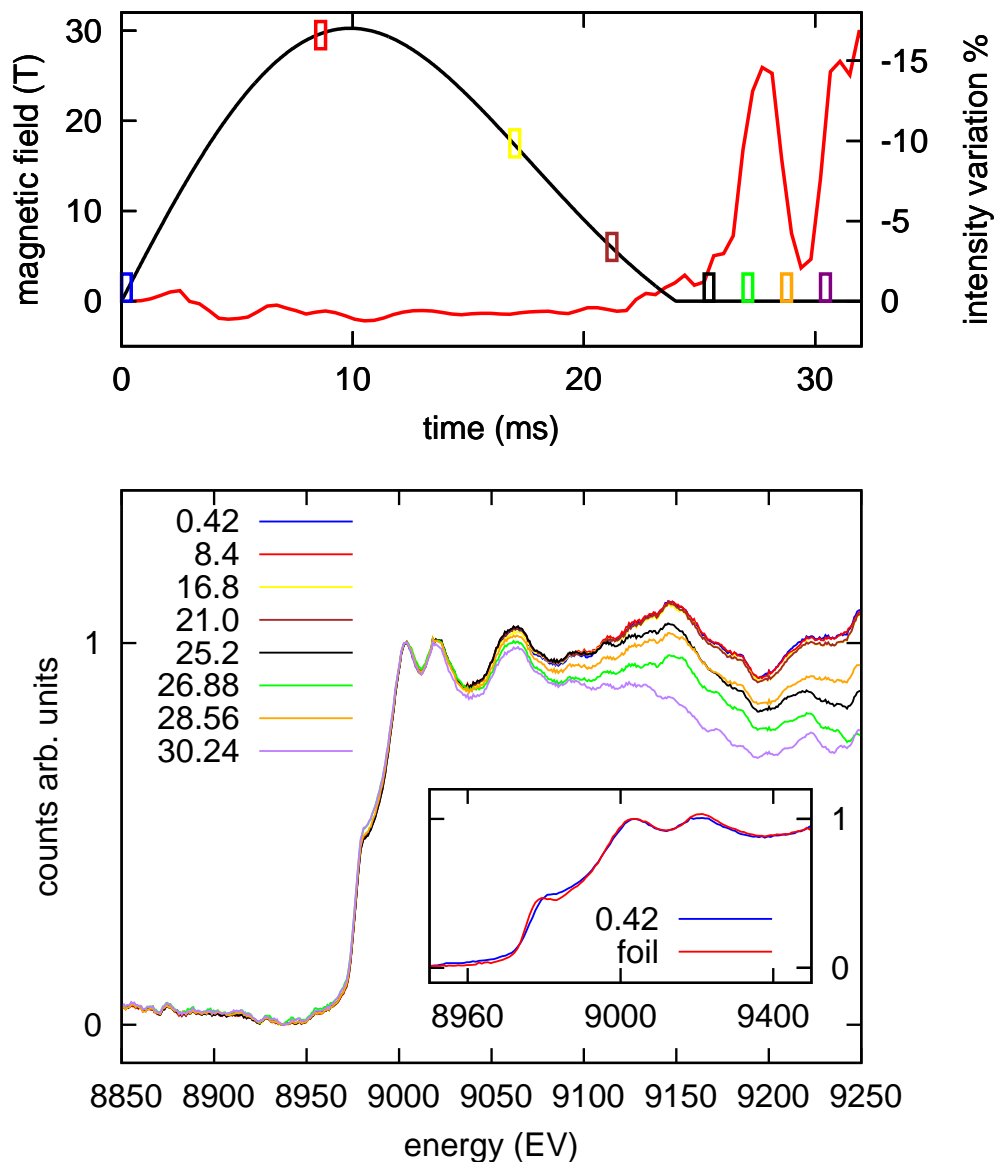 magnetic field (T)
30
20
10
0
-15
-10
-5
0
intensity variation %
0 10 20 30
time (ms)
counts arb. units
1
0
0.42
8.4
16.8
21.0
25.2
26.88
28.56
30.24
1
0
0.42
foil
8960 9000 9400
8850 8900 8950 9000 9050 9100 9150 9200 9250
energy (EV)